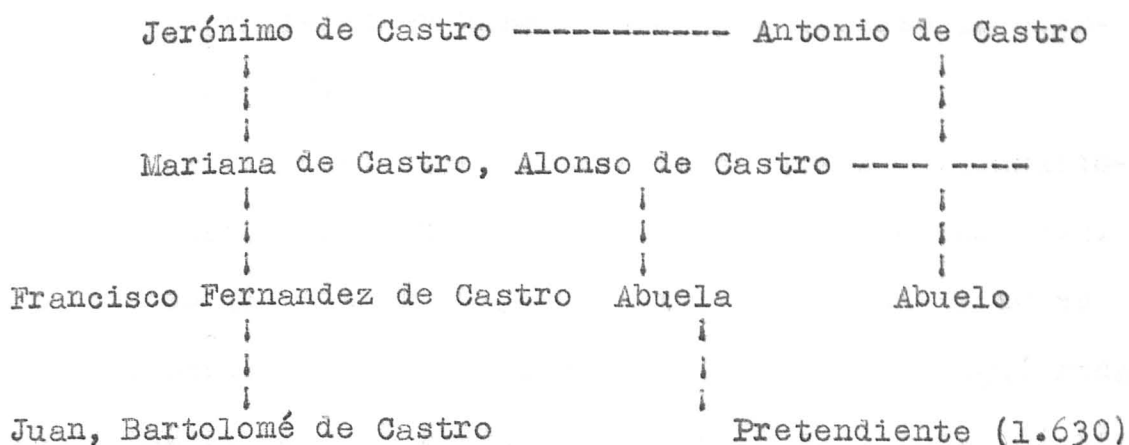 Jerónimo de Castro ----------- Antonio de Castro
Mariana de Castro, Alonso de Castro ---- ----
Francisco Fernandez de Castro Abuela Abuelo
Juan, Bartolomé de Castro Pretendiente (1.630)